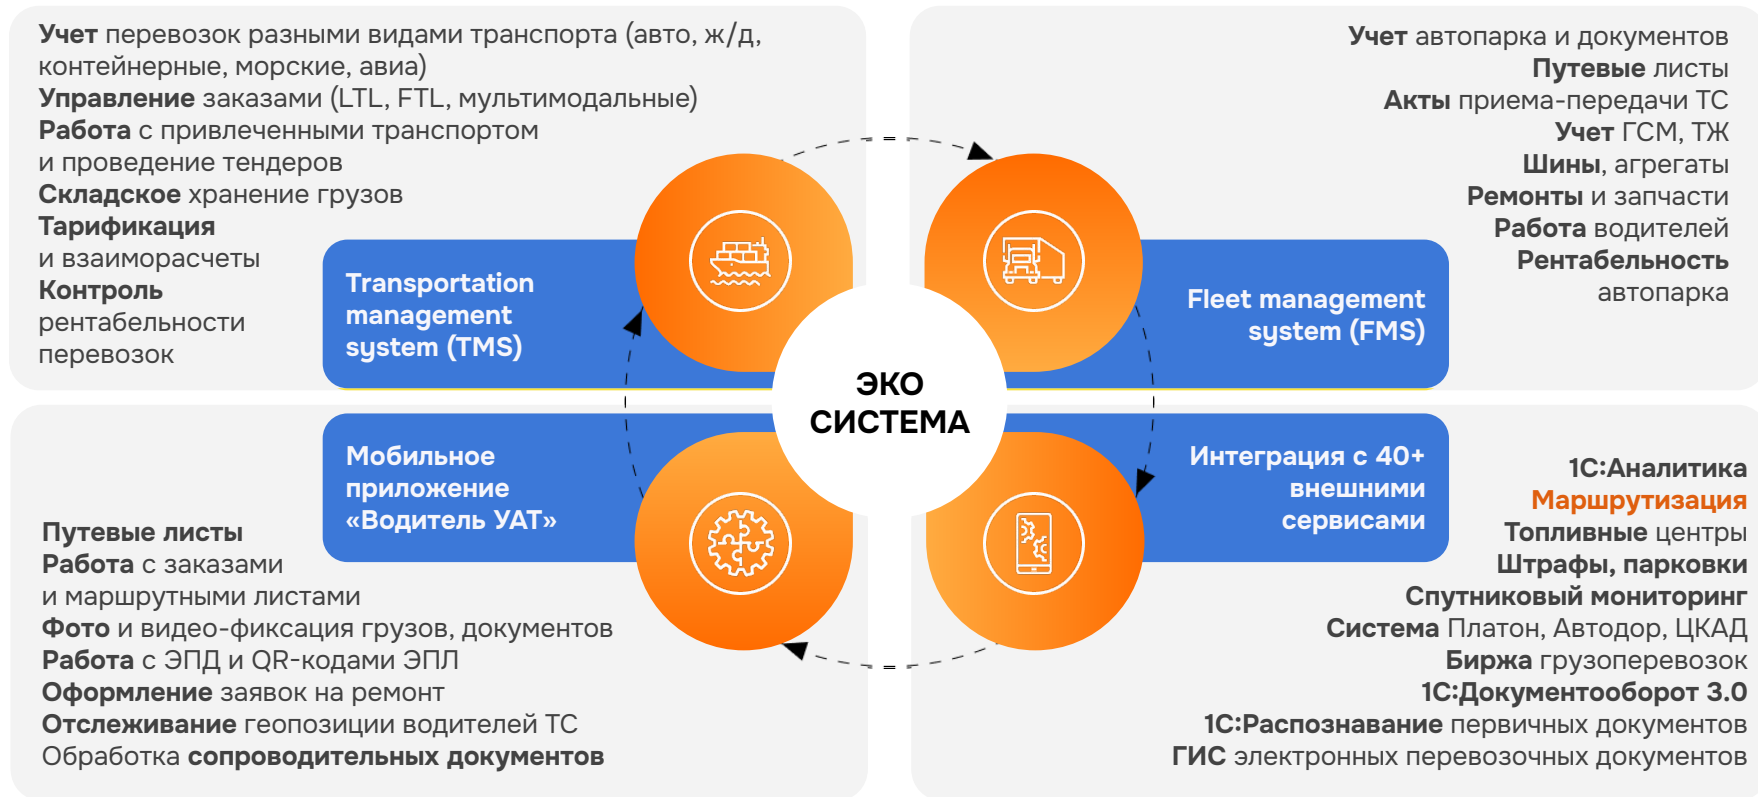 Учет перевозок разными видами транспорта (авто, ж/д,
контейнерные, морские, авиа)
Управление заказами (LTL, FTL, мультимодальные)
Работа с привлеченными транспортом
и проведение тендеров
Складское хранение грузов
Тарификация
и взаиморасчеты
Контроль
рентабельности
перевозок
Transportation
management
system (TMS)
Учет автопарка и документов
Путевые листы
Акты приема-передачи ТС
Учет ГСМ, ТЖ
Шины, агрегаты
Ремонты и запчасти
Работа водителей
Рентабельность
автопарка
Fleet management
system (FMS)
ЭКО
СИСТЕМА
Мобильное
приложение
«Водитель УАТ»
Путевые листы
Работа с заказами
и маршрутными листами
Фото и видео-фиксация грузов, документов
Работа с ЭПД и QR-кодами ЭПЛ
Оформление заявок на ремонт
Отслеживание геопозиции водителей ТС
Обработка сопроводительных документов
Интеграция с 40+
внешними
сервисами
1С:Аналитика
Маршрутизация
Топливные центры
Штрафы, парковки
Спутниковый мониторинг
Система Платон, Автодор, ЦКАД
Биржа грузоперевозок
1С:Документооборот 3.0
1С:Распознавание первичных документов
ГИС электронных перевозочных документов